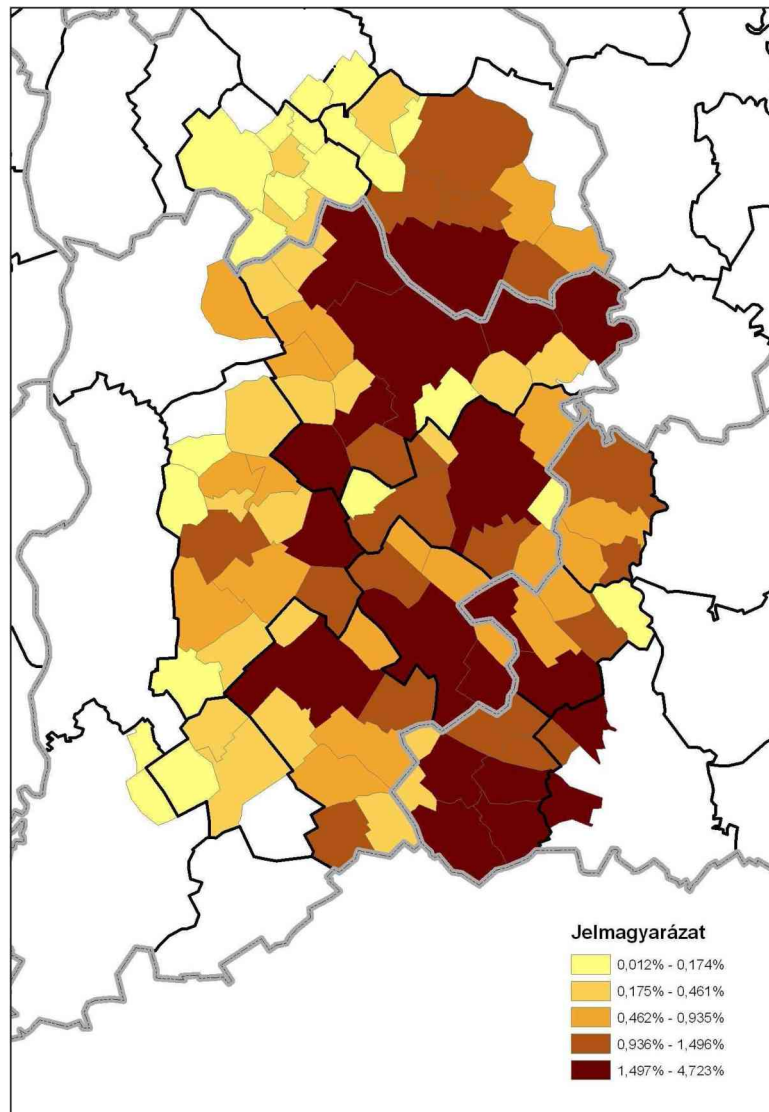 Jelmagyarázat
0,012% - 0,174%
0,175% - 0,461%
0,462% - 0,935%
0,936% - 1,496%
1,497% - 4,723%